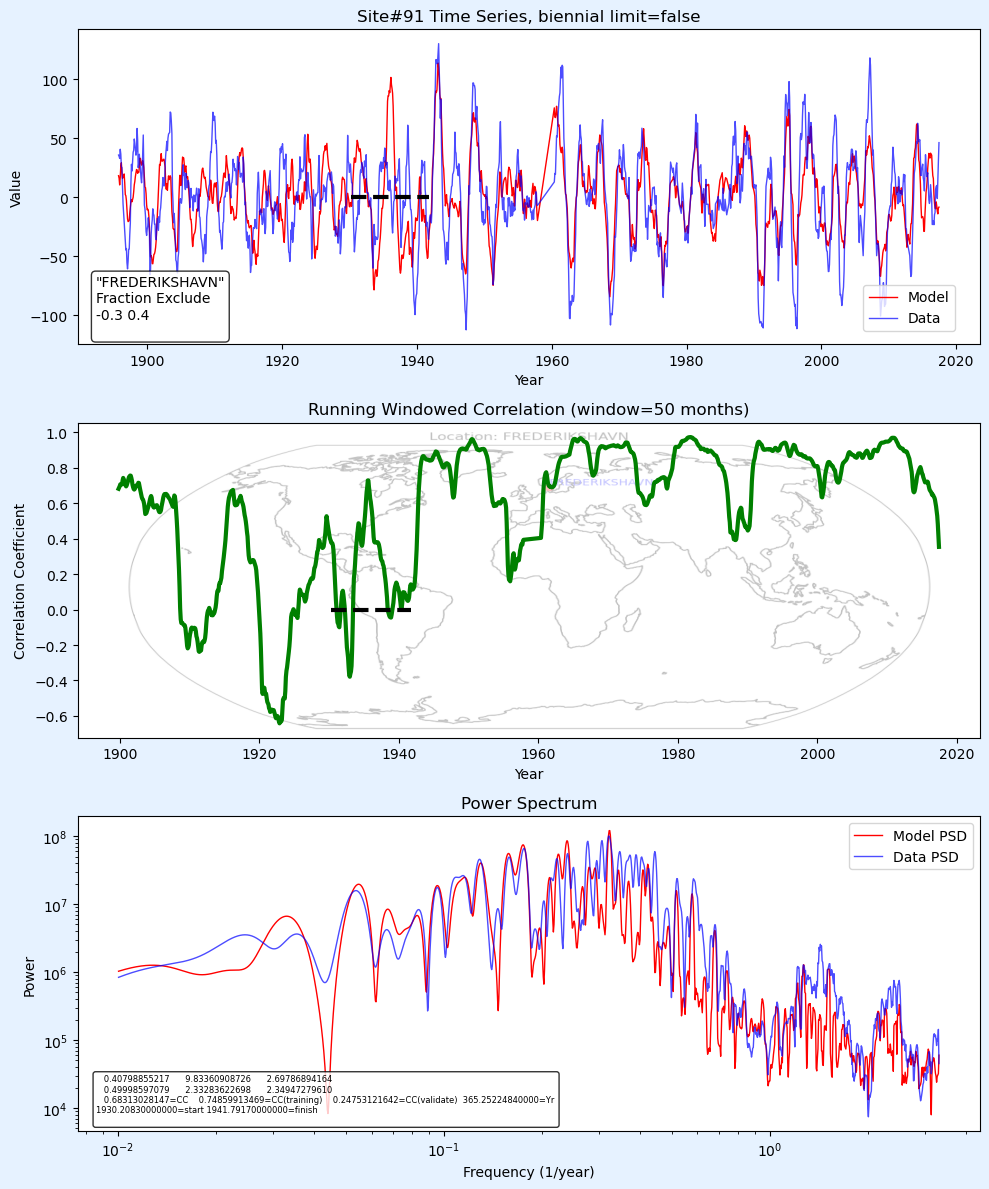 Site#91 Time Series, biennial limit=false
Value
100
50
0
−50
−100
"FREDERIKSHAVN"
Fraction Exclude
-0.3 0.4
Model
Data
1900 1920 1940 1960 1980 2000 2020
Year
Running Windowed Correlation (window=50 months)
Location: FREDERIKSHAVN
FREDERIKSHAVN
Correlation Coefficient
1.0
0.8
0.6
0.4
0.2
0.0
−0.2
−0.4
−0.6
1900 1920 1940 1960 1980 2000 2020
Year
Power Spectrum
Model PSD
Data PSD
Power
10^8
10^7
10^6
10^5
10^4
0.40798855217 9.83360908726 2.69786894164
0.49998597079 2.33283622698 2.34947279610
0.68313028147=CC 0.74859913469=CC(training) 0.24753121642=CC(validate) 365.25224840000=Yr
1930.20830000000=start 1941.79170000000=finish
10^−2 10^−1 10^0
Frequency (1/year)